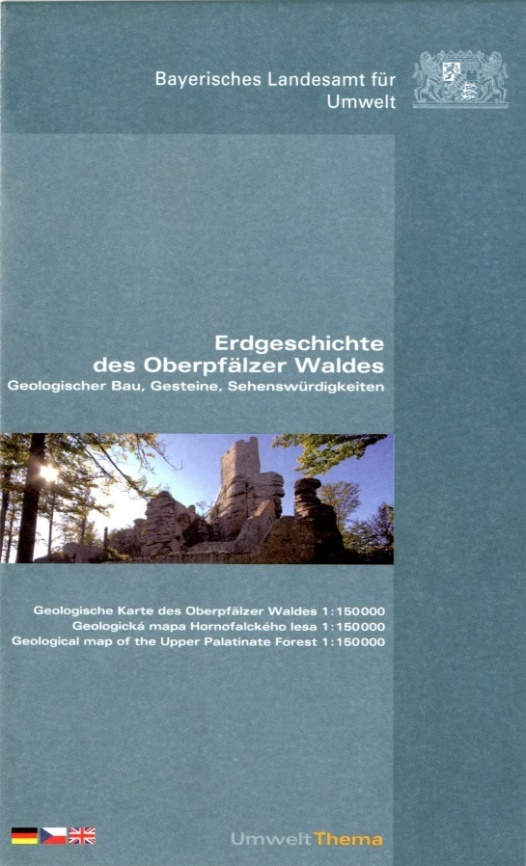 Bayerisches Landesamt für
Umwelt
Erdgeschichte
des Oberpfälzer Waldes
Geologischer Bau, Gesteine, Sehenswürdigkeiten
Geologische Karte des Oberpfälzer Waldes 1:150000
Geologická mapa Hornofalckého lesa 1:150000
Geological map of the Upper Palatinate Forest 1:150000
UmweltThema